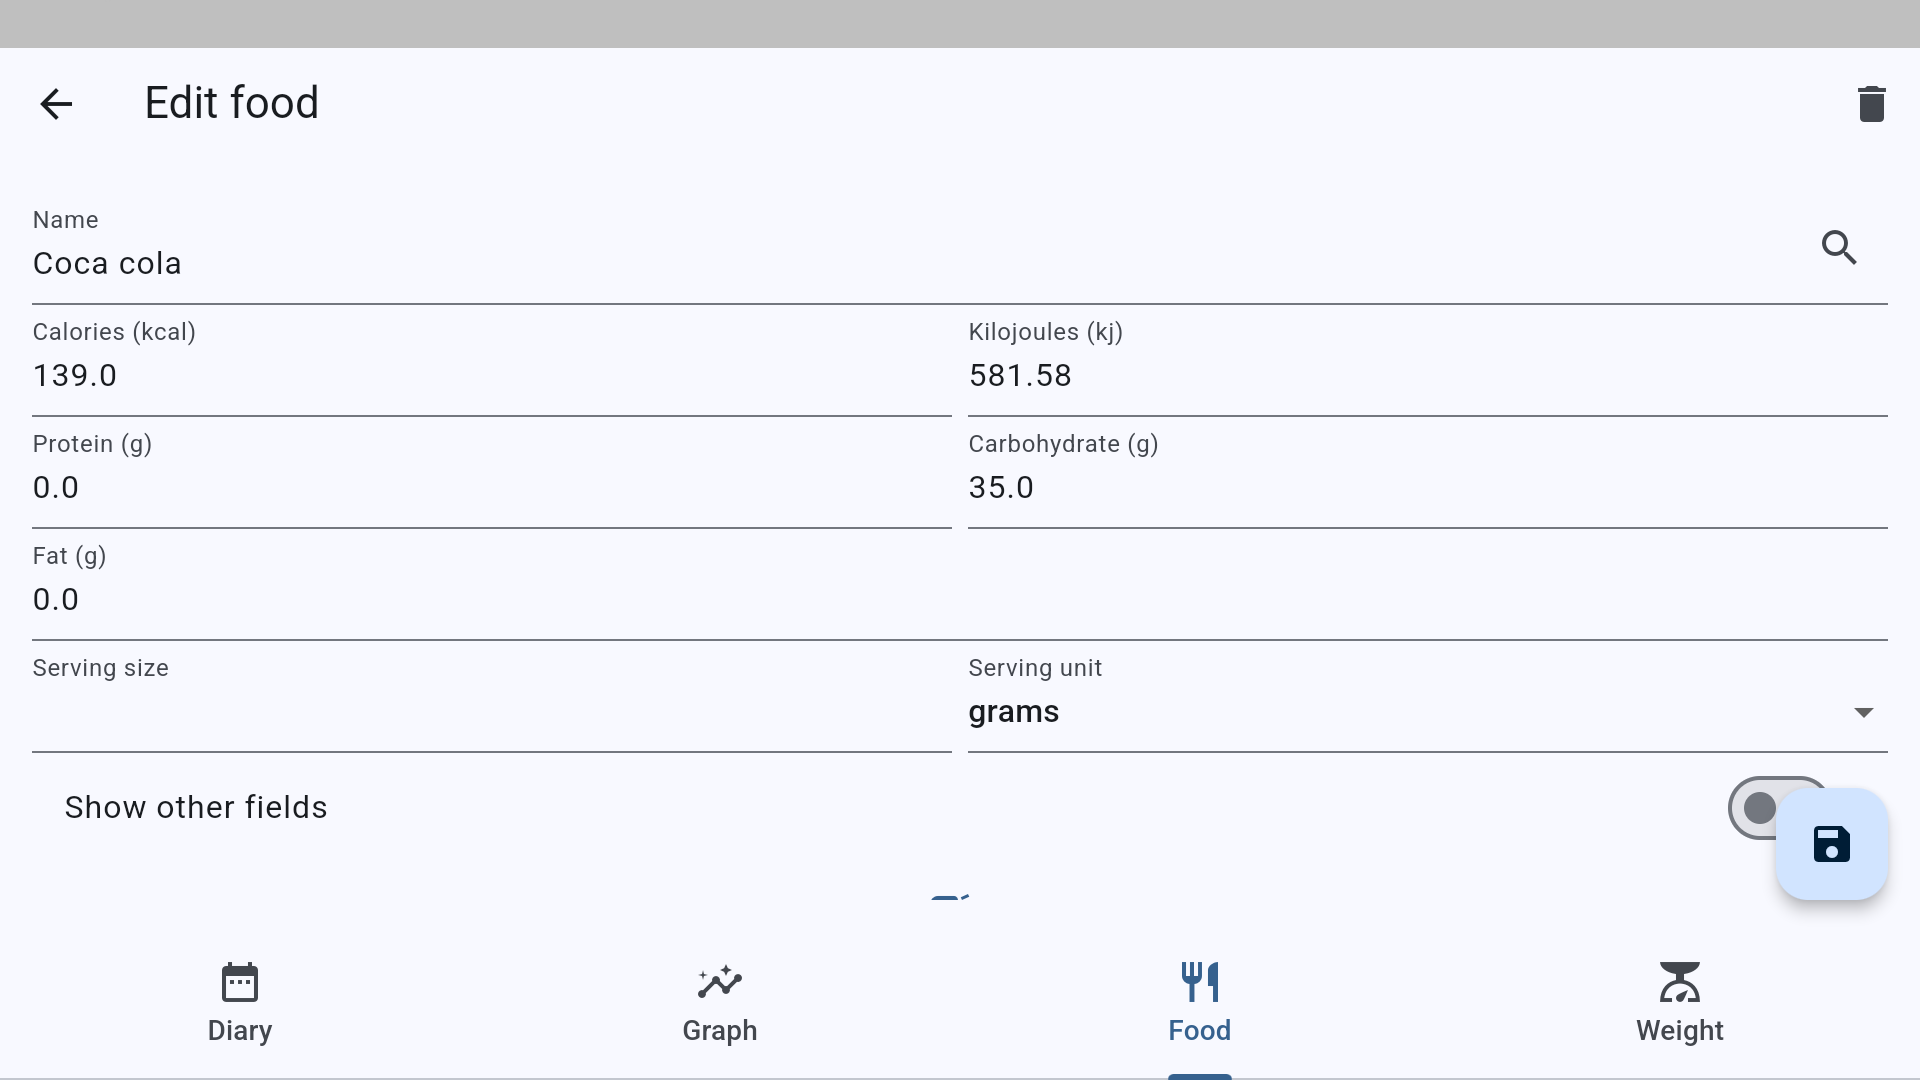 Edit food
Name
Coca cola
Calories (kcal)
139.0
Kilojoules (kj)
581.58
Protein (g)
0.0
Carbohydrate (g)
35.0
Fat (g)
0.0
Serving size
Serving unit
grams
Show other fields
Diary
Graph
Food
Weight